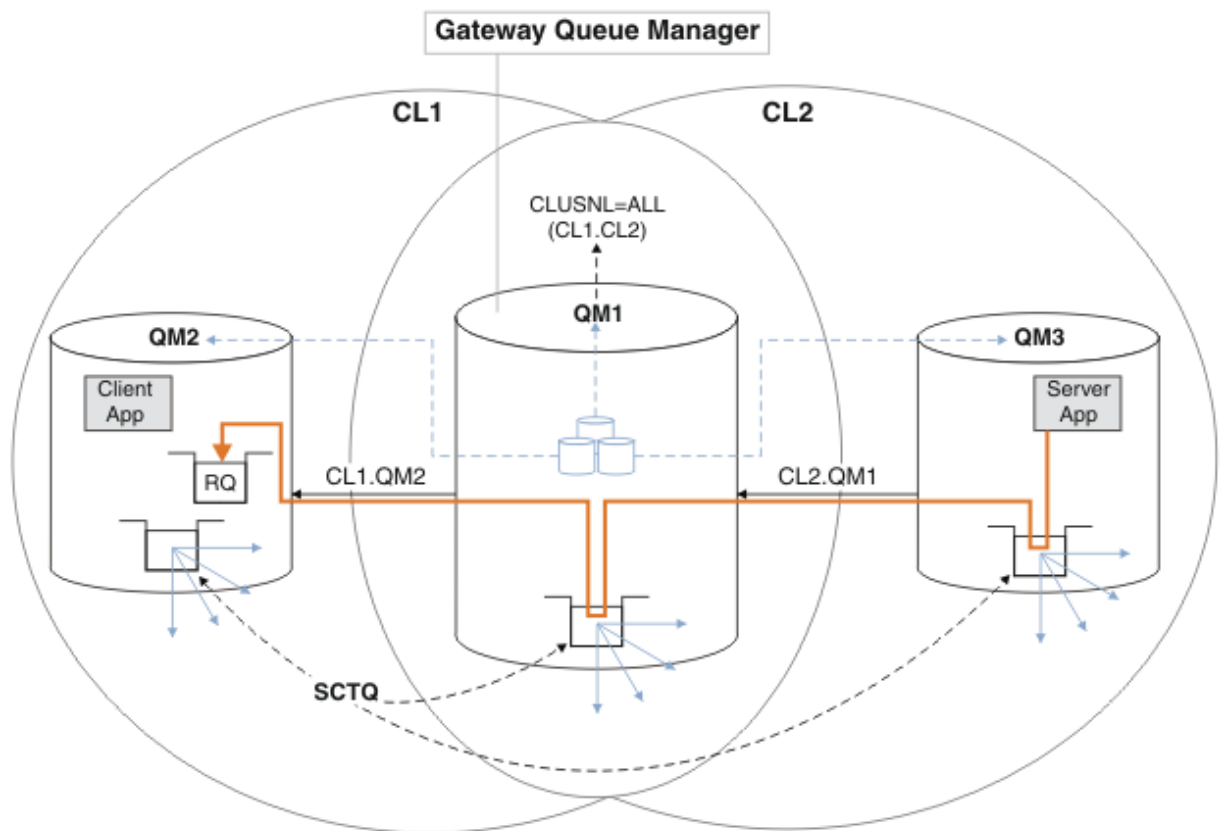 Gateway Queue Manager
CL1
CL2
CLUSNL=ALL
(CL1.CL2)
QM2
QM1
QM3
Client
App
Server
App
RQ
CL1.QM2
CL2.QM1
SCTQ